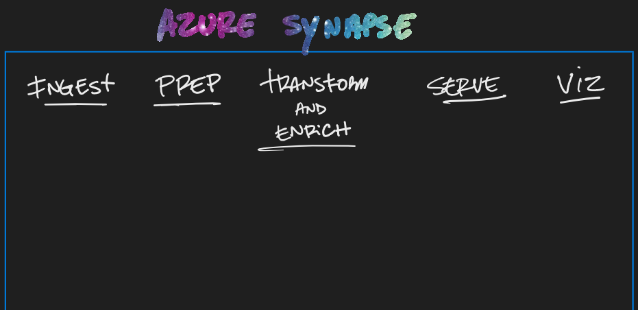 AZURE SYNAPSE
INGEST PREP TRANSFORM SERVE VIZ
AND
ENRICH